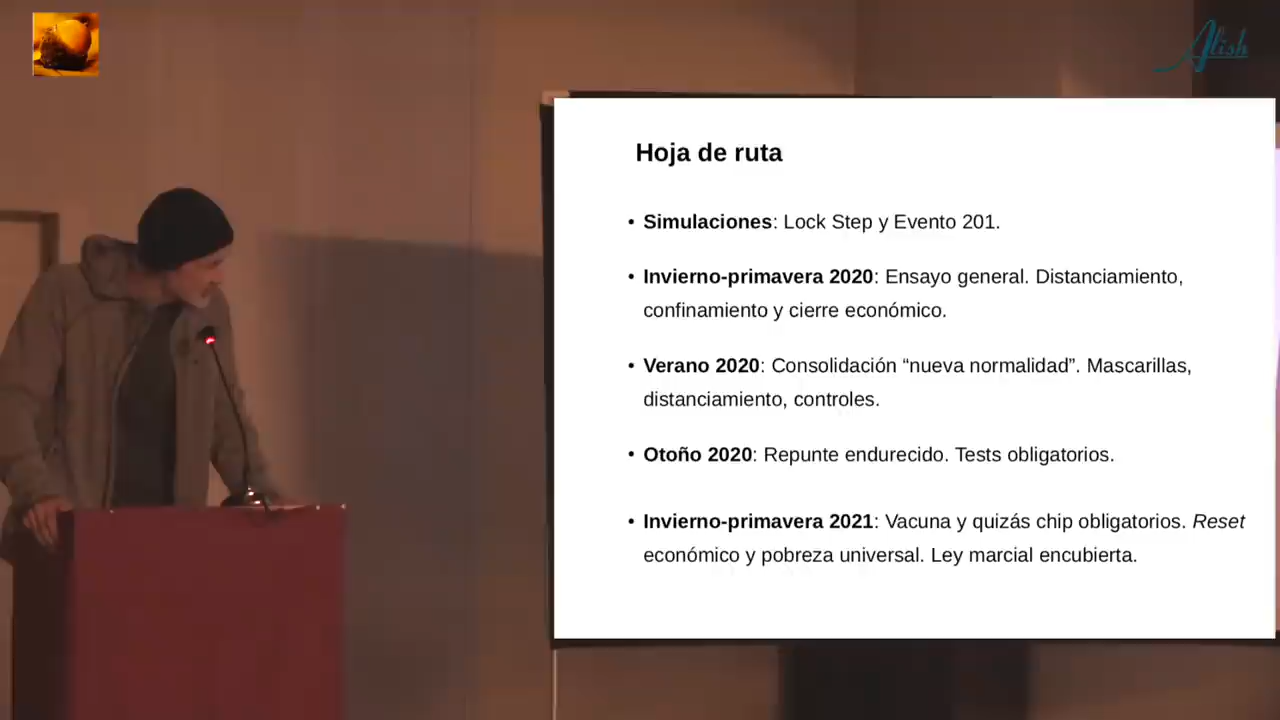 Alish
Hoja de ruta
• Simulaciones: Lock Step y Evento 201.
• Invierno-primavera 2020: Ensayo general. Distanciamiento,
confinamiento y cierre económico.
• Verano 2020: Consolidación “nueva normalidad”. Mascarillas,
distanciamiento, controles.
• Otoño 2020: Repunte endurecido. Tests obligatorios.
• Invierno-primavera 2021: Vacuna y quizás chip obligatorios. Reset
económico y pobreza universal. Ley marcial encubierta.